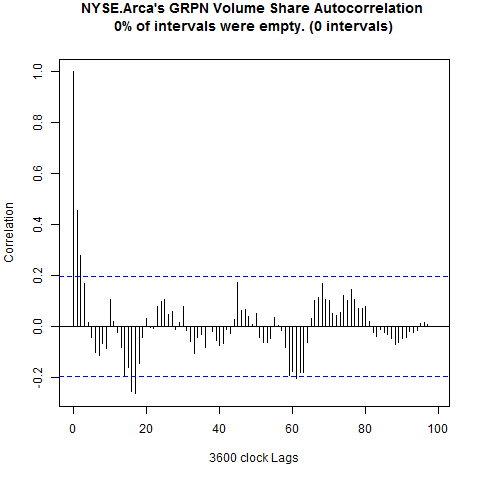 NYSE.Arca's GRPN Volume Share Autocorrelation
0% of intervals were empty. (0 intervals)
1.0
0.8
0.6
0.4
0.2
0.0
-0.2
Correlation
0 20 40 60 80 100
3600 clock Lags